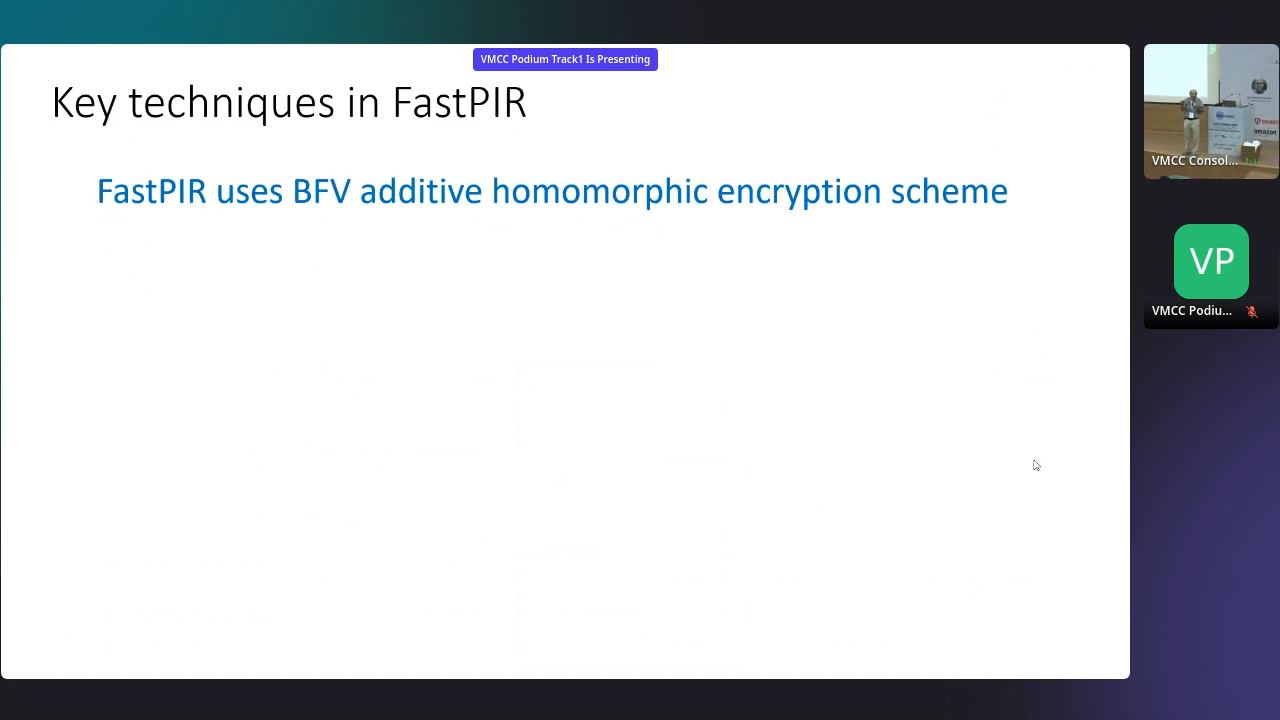 VMCC Podium Track1 Is Presenting
Key techniques in FastPIR
FastPIR uses BFV additive homomorphic encryption scheme
VMCC Consol...
VP
VMCC Podiu...
amazon